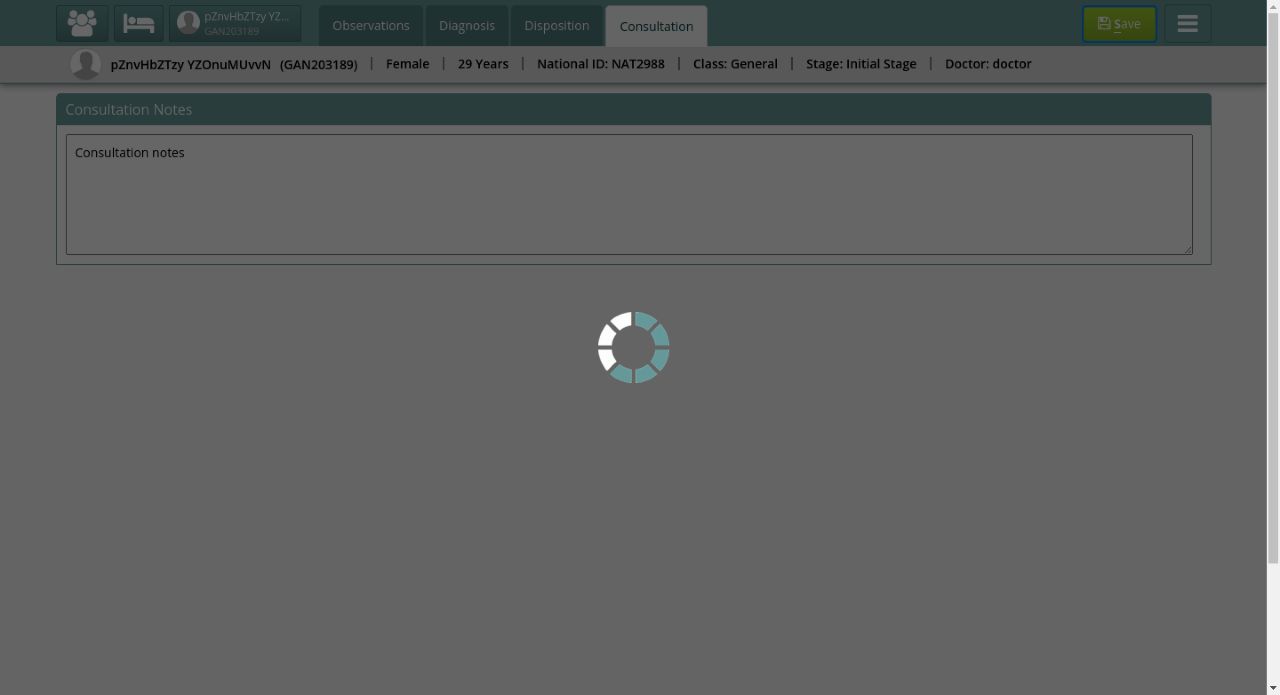 pZnvHbZTzy YZ...
GAN203189
Observations
Diagnosis
Disposition
Consultation
Save
pZnvHbZTzy YZOnuMUvvN (GAN203189) | Female | 29 Years | National ID: NAT2988 | Class: General | Stage: Initial Stage | Doctor: doctor
Consultation Notes
Consultation notes